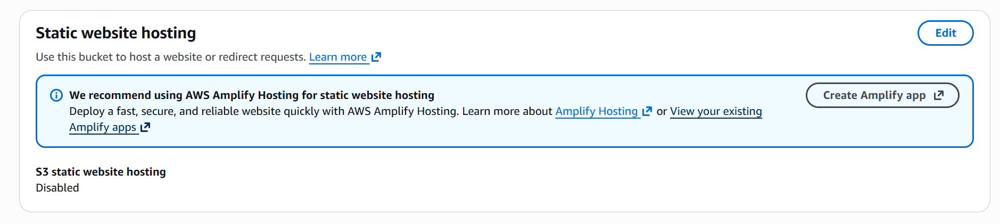 Static website hosting
Edit
Use this bucket to host a website or redirect requests. Learn more
We recommend using AWS Amplify Hosting for static website hosting
Create Amplify app
Deploy a fast, secure, and reliable website quickly with AWS Amplify Hosting. Learn more about Amplify Hosting or View your existing
Amplify apps
S3 static website hosting
Disabled